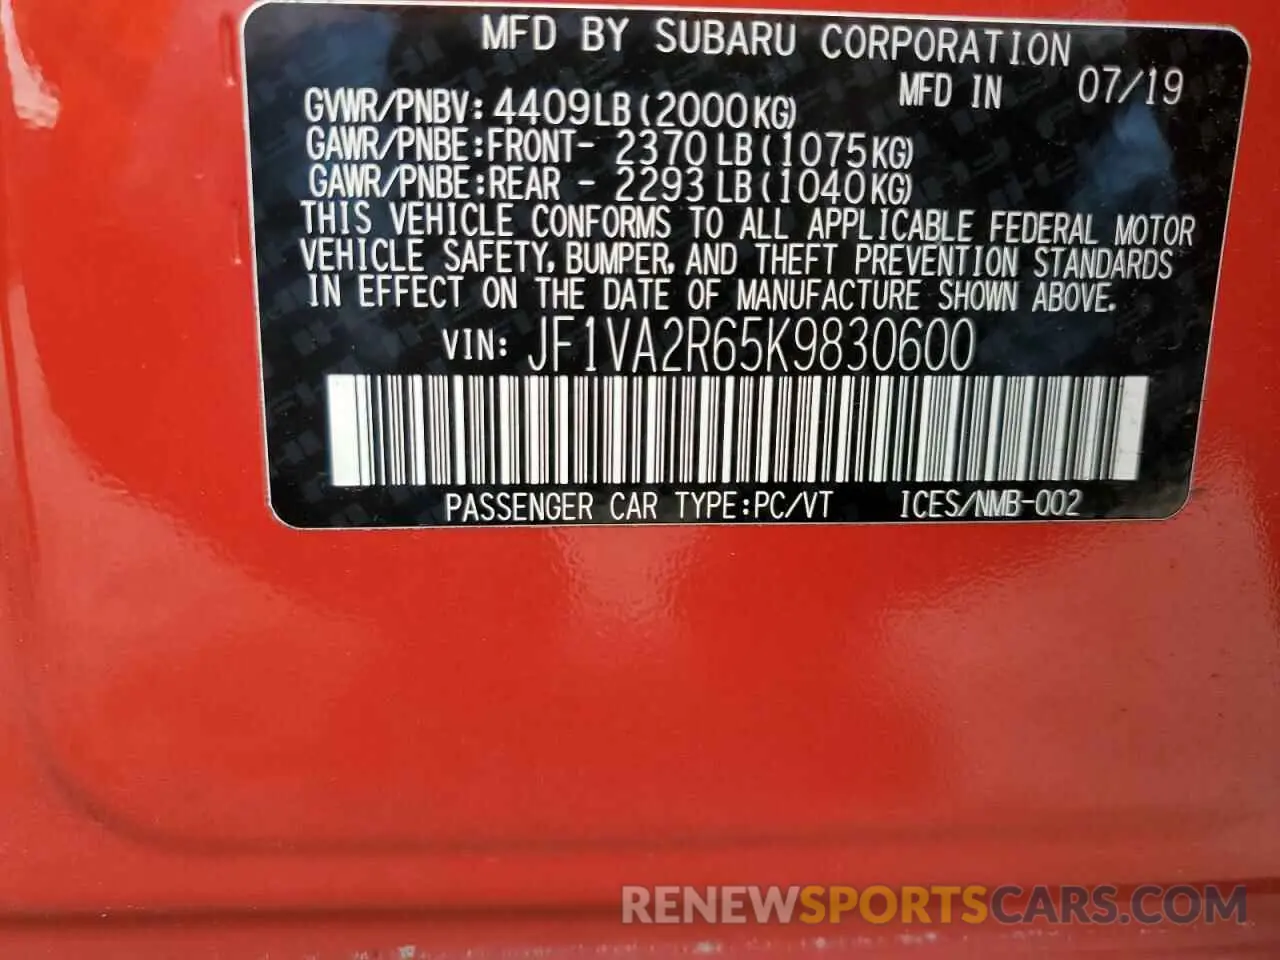 MFD BY SUBARU CORPORATION
MFD IN 07/19
GVWR/PNBV: 4409LB (2000KG)
GAWR/PNBE:FRONT- 2370 LB (1075KG)
GAWR/PNBE:REAR - 2293 LB (1040KG)
THIS VEHICLE CONFORMS TO ALL APPLICABLE FEDERAL MOTOR
VEHICLE SAFETY, BUMPER, AND THEFT PREVENTION STANDARDS
IN EFFECT ON THE DATE OF MANUFACTURE SHOWN ABOVE.
VIN: JF1VA2R65K9830600
PASSENGER CAR TYPE:PC/VT ICES/NMB-002
RENEWSPORTSCARS.COM